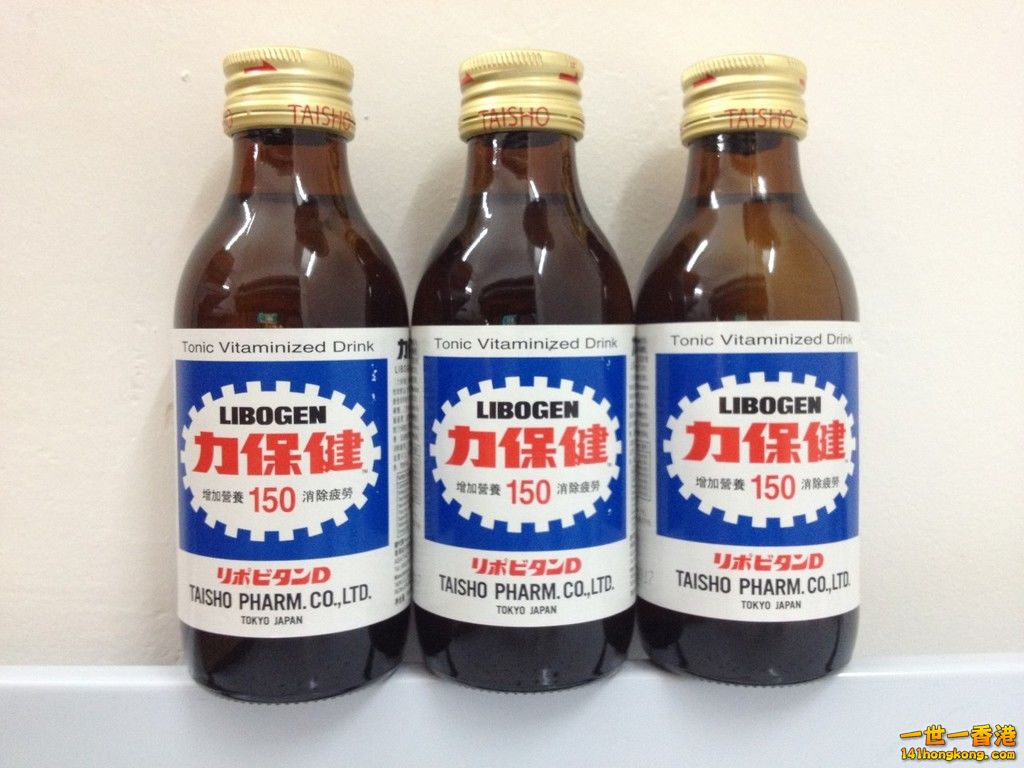 TAISHO
TAISHO
TAISHO
Tonic Vitaminized Drink
LIBOGEN
力保健
增加營養 150 消除疲勞
リポビタンD
TAISHO PHARM. CO.,LTD.
TOKYO JAPAN
Tonic Vitaminized Drink
LIBOGEN
力保健
增加營養 150 消除疲勞
リポビタンD
TAISHO PHARM. CO.,LTD.
TOKYO JAPAN
Tonic Vitaminized Drink
LIBOGEN
力保健
增加營養 150 消除疲勞
リポビタンD
TAISHO PHARM. CO.,LTD.
TOKYO JAPAN
一世一香港
141hongkong.com